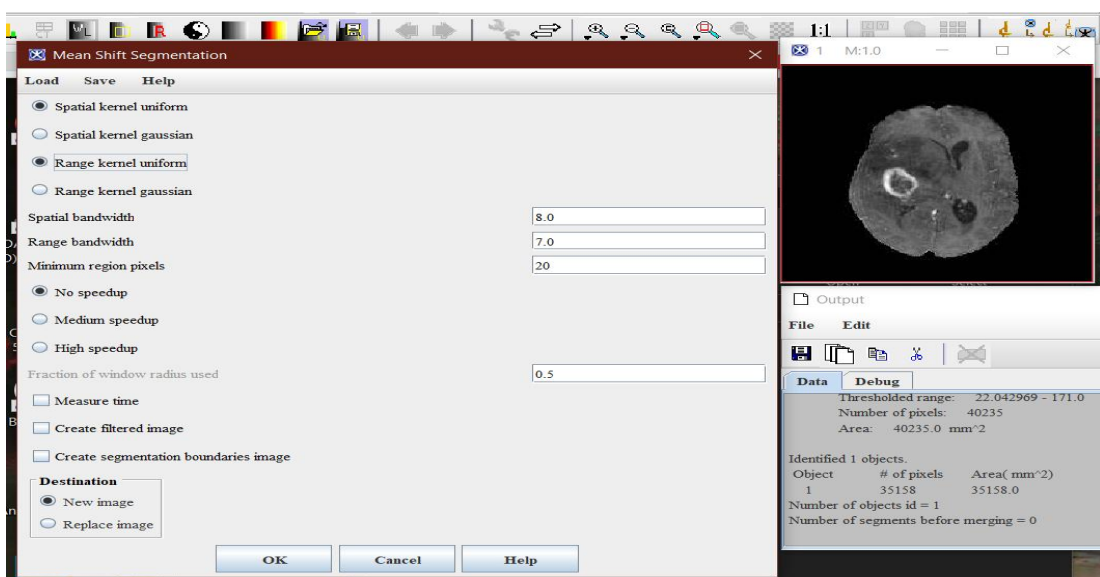 WL
R
1:1
Mean Shift Segmentation
Load Save Help
Spatial kernel uniform
Spatial kernel gaussian
Range kernel uniform
Range kernel gaussian
Spatial bandwidth 8.0
Range bandwidth 7.0
Minimum region pixels 20
No speedup
Medium speedup
High speedup
Fraction of window radius used 0.5
Measure time
Create filtered image
Create segmentation boundaries image
Destination
New image
Replace image
OK Cancel Help
1 M:1.0
Output
File Edit
Data Debug
Thresholded range: 22.042969 - 171.0
Number of pixels: 40235
Area: 40235.0 mm^2
Identified 1 objects.
Object # of pixels Area( mm^2)
1 35158 35158.0
Number of objects id = 1
Number of segments before merging = 0